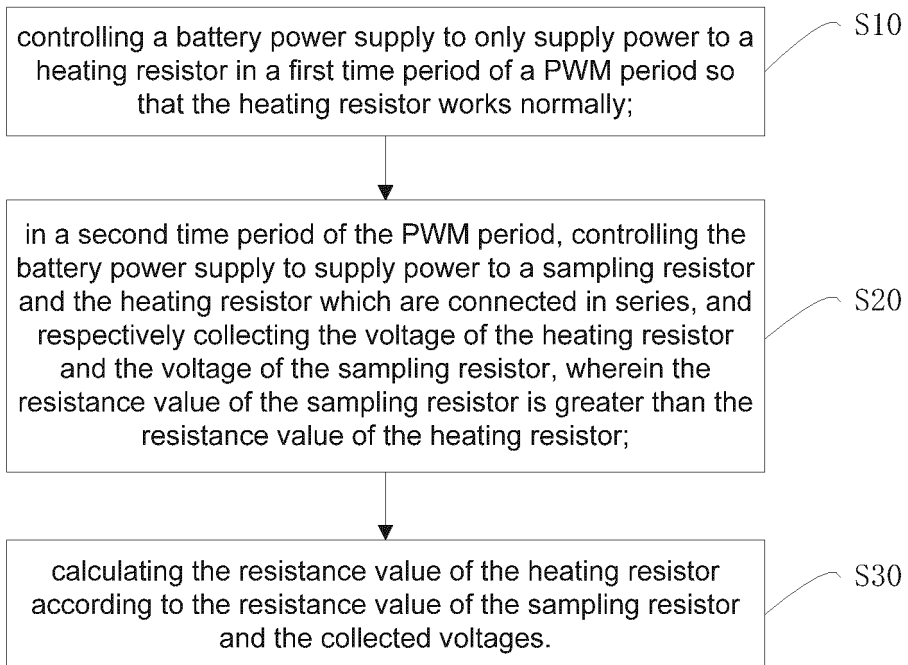 controlling a battery power supply to only supply power to a
heating resistor in a first time period of a PWM period so
that the heating resistor works normally;
S10
in a second time period of the PWM period, controlling the
battery power supply to supply power to a sampling resistor
and the heating resistor which are connected in series, and
respectively collecting the voltage of the heating resistor
and the voltage of the sampling resistor, wherein the
resistance value of the sampling resistor is greater than the
resistance value of the heating resistor;
S20
calculating the resistance value of the heating resistor
according to the resistance value of the sampling resistor
and the collected voltages.
S30